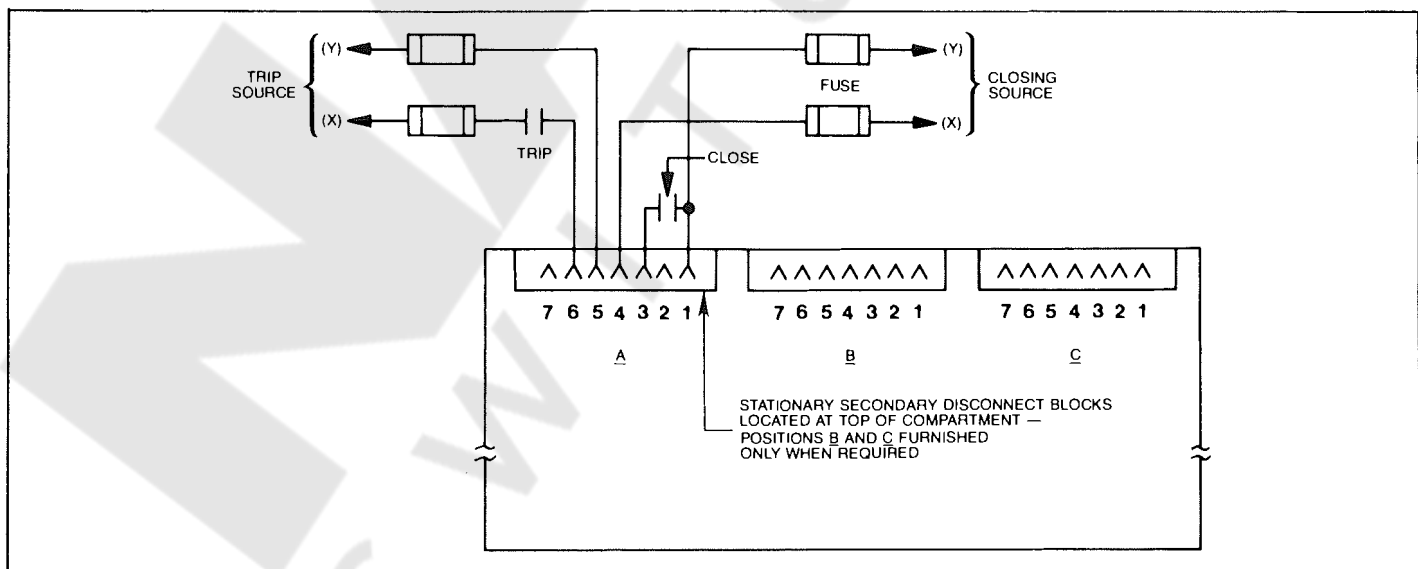 (Y) (Y)
TRIP
SOURCE
FUSE
CLOSING
SOURCE
(X) (X)
TRIP
CLOSE
7 6 5 4 3 2 1 7 6 5 4 3 2 1 7 6 5 4 3 2 1
A B C
STATIONARY SECONDARY DISCONNECT BLOCKS
LOCATED AT TOP OF COMPARTMENT —
POSITIONS B AND C FURNISHED
ONLY WHEN REQUIRED